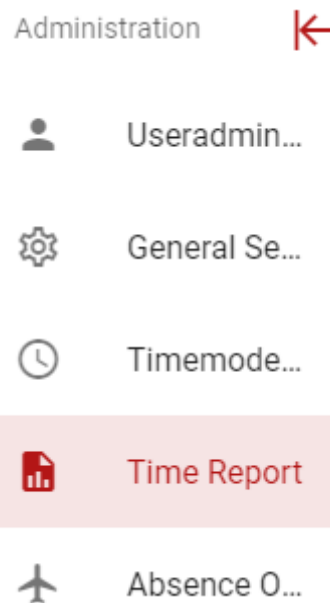 Administration
Useradmin...
General Se...
Timemode...
Time Report
Absence O...